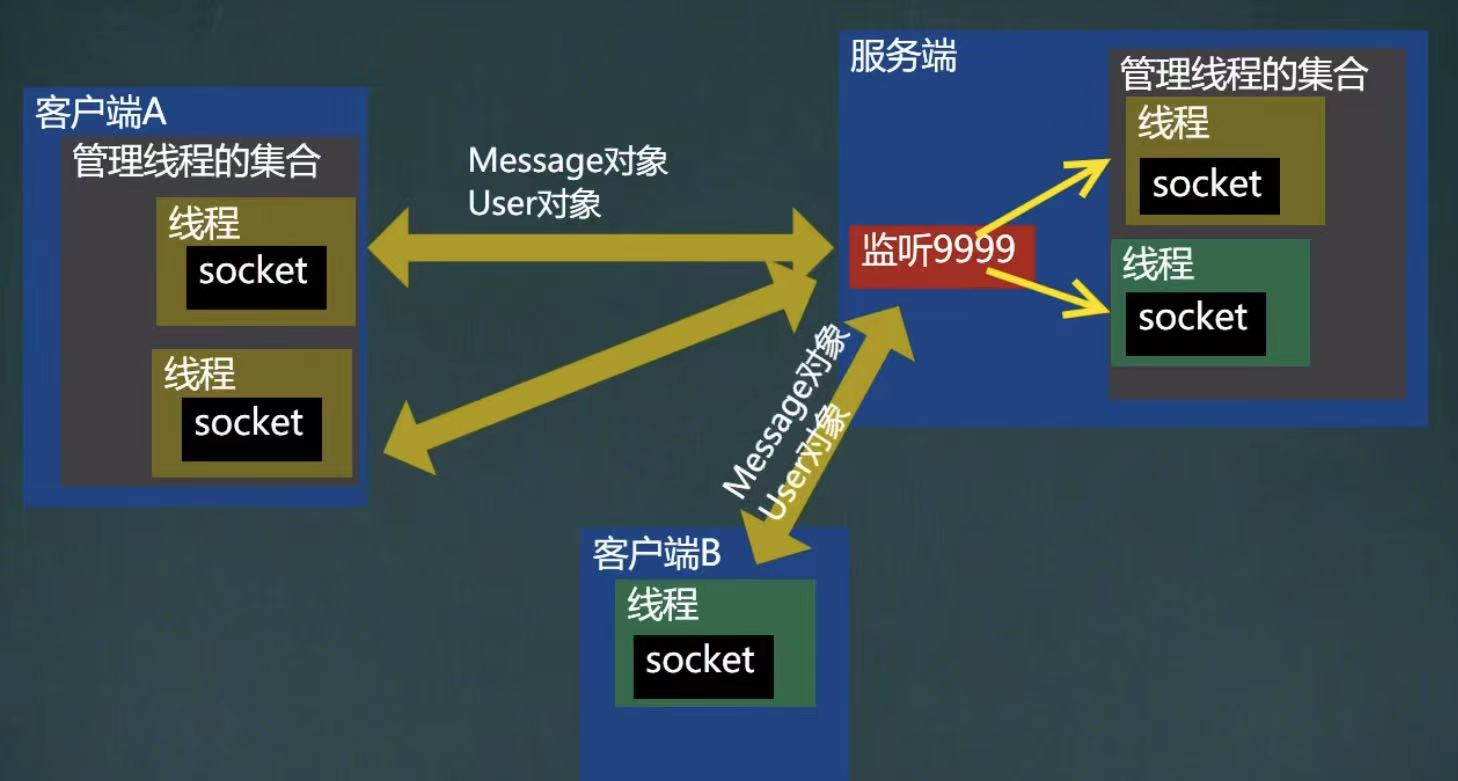 客户端A
管理线程的集合
线程
socket
线程
socket
Message对象
User对象
服务端
监听9999
管理线程的集合
线程
socket
线程
socket
Message对象
User对象
客户端B
线程
socket